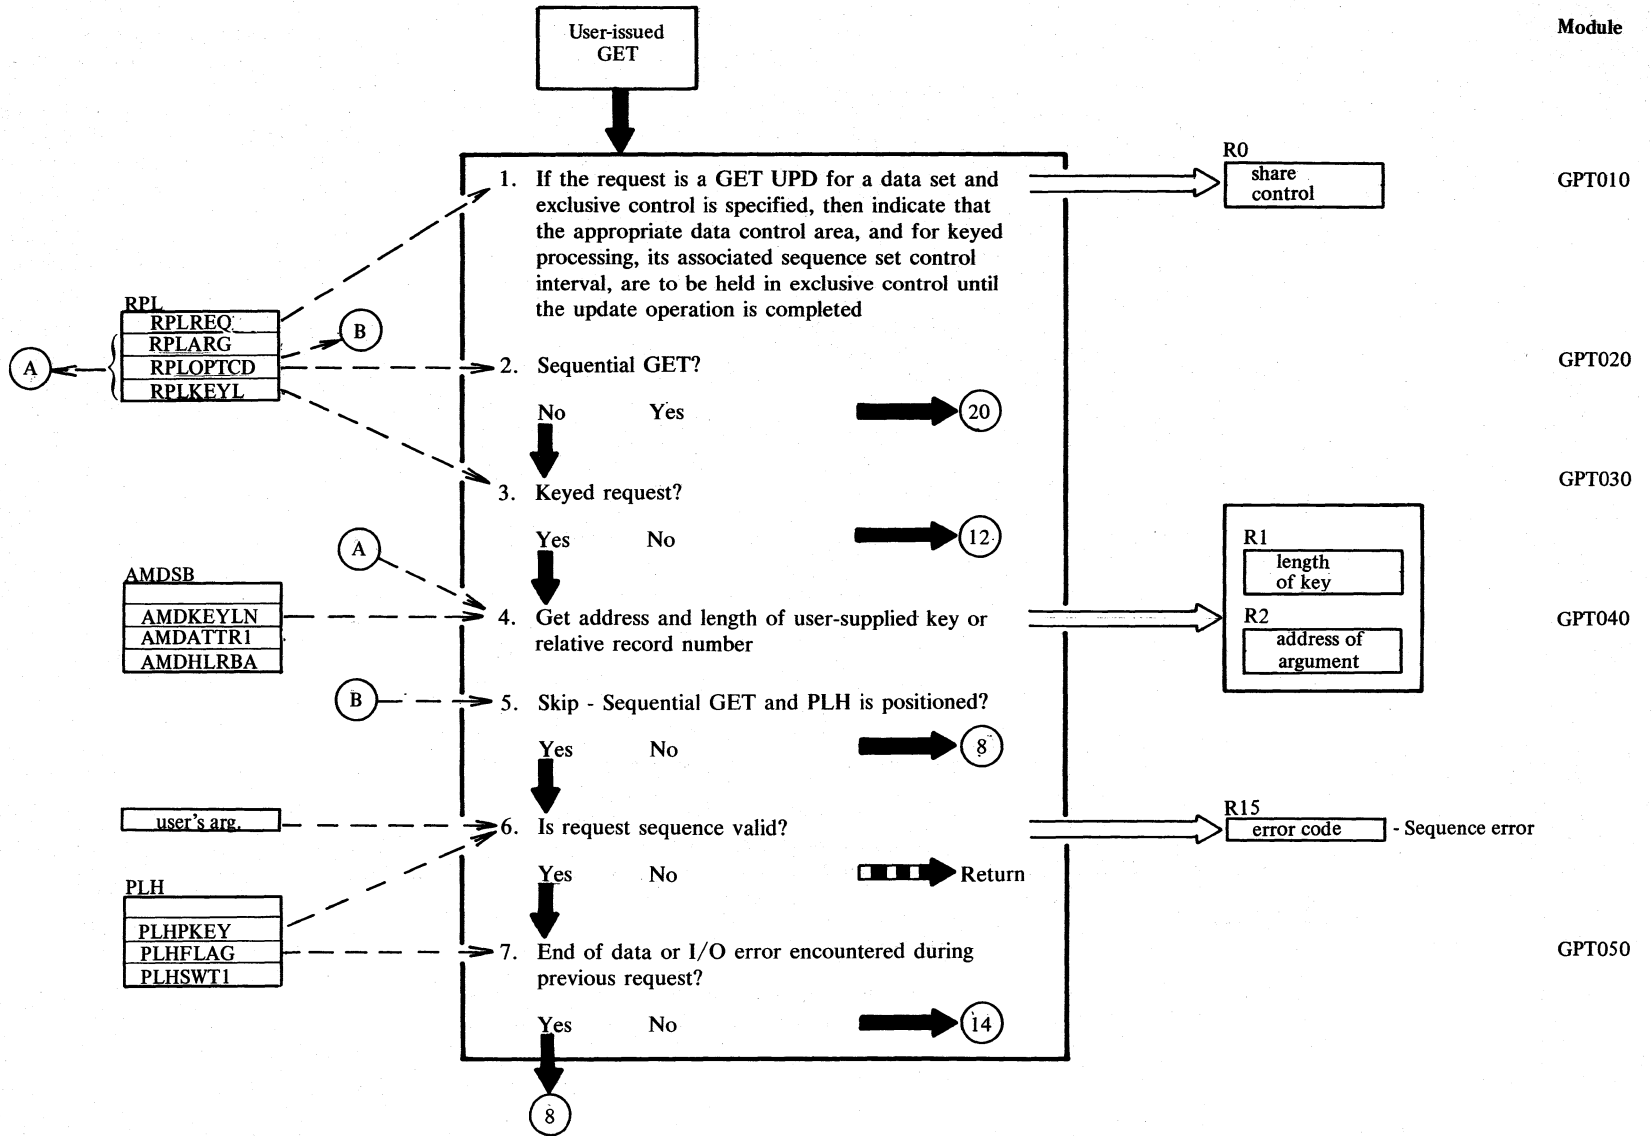 User-issued
GET
Module
1. If the request is a GET UPD for a data set and
exclusive control is specified, then indicate that
the appropriate data control area, and for keyed
processing, its associated sequence set control
interval, are to be held in exclusive control until
the update operation is completed
R0
share
control
GPT010
RPL
RPLREQ
RPLARG
RPLOPTCD
RPLKEYL
A
B
2. Sequential GET?
GPT020
No Yes 20
3. Keyed request?
GPT030
Yes No 12
A
AMDSB
AMDKEYLN
AMDATTR1
AMDHLRBA
4. Get address and length of user-supplied key or
relative record number
R1
length
of key
R2
address of
argument
GPT040
B
5. Skip - Sequential GET and PLH is positioned?
Yes No 8
user's arg.
6. Is request sequence valid?
R15
error code - Sequence error
Yes No Return
PLH
PLHPKEY
PLHFLAG
PLHSWT1
7. End of data or I/O error encountered during
previous request?
GPT050
Yes No 14
8